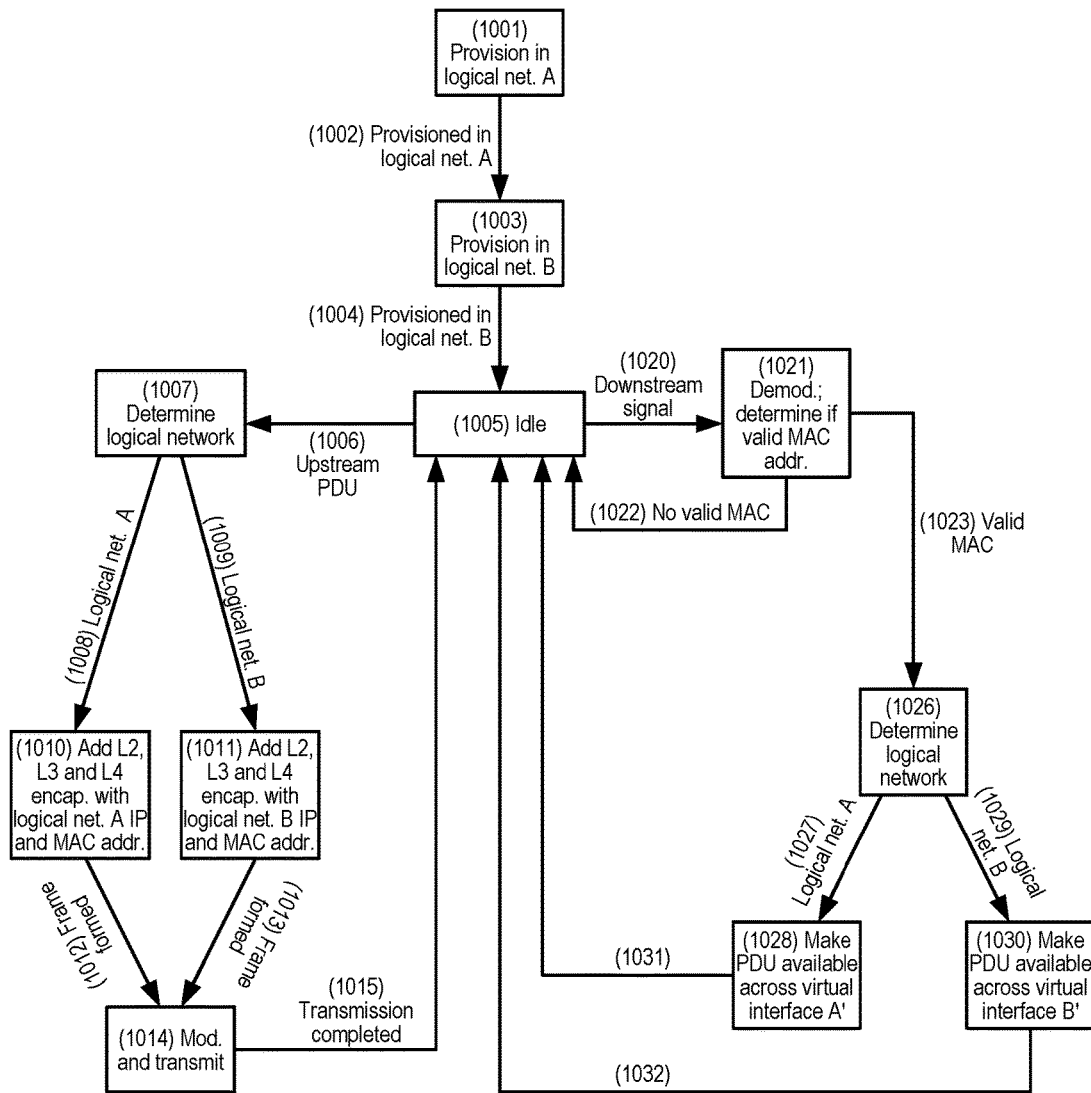 (1001)
Provision in
logical net. A
(1002) Provisioned in
logical net. A
(1003)
Provision in
logical net. B
(1004) Provisioned in
logical net. B
(1005) Idle
(1006)
Upstream
PDU
(1007)
Determine
logical network
(1008) Logical net. A
(1009) Logical net. B
(1010) Add L2,
L3 and L4
encap. with
logical net. A IP
and MAC addr.
(1011) Add L2,
L3 and L4
encap. with
logical net. B IP
and MAC addr.
(1012) Frame
formed
(1013) Frame
formed
(1014) Mod.
and transmit
(1015)
Transmission
completed
(1020)
Downstream
signal
(1021)
Demod.;
determine if
valid MAC
addr.
(1022) No valid MAC
(1023) Valid
MAC
(1026)
Determine
logical
network
(1027)
Logical net. A
(1029) Logical
net. B
(1028) Make
PDU available
across virtual
interface A'
(1030) Make
PDU available
across virtual
interface B'
(1031)
(1032)